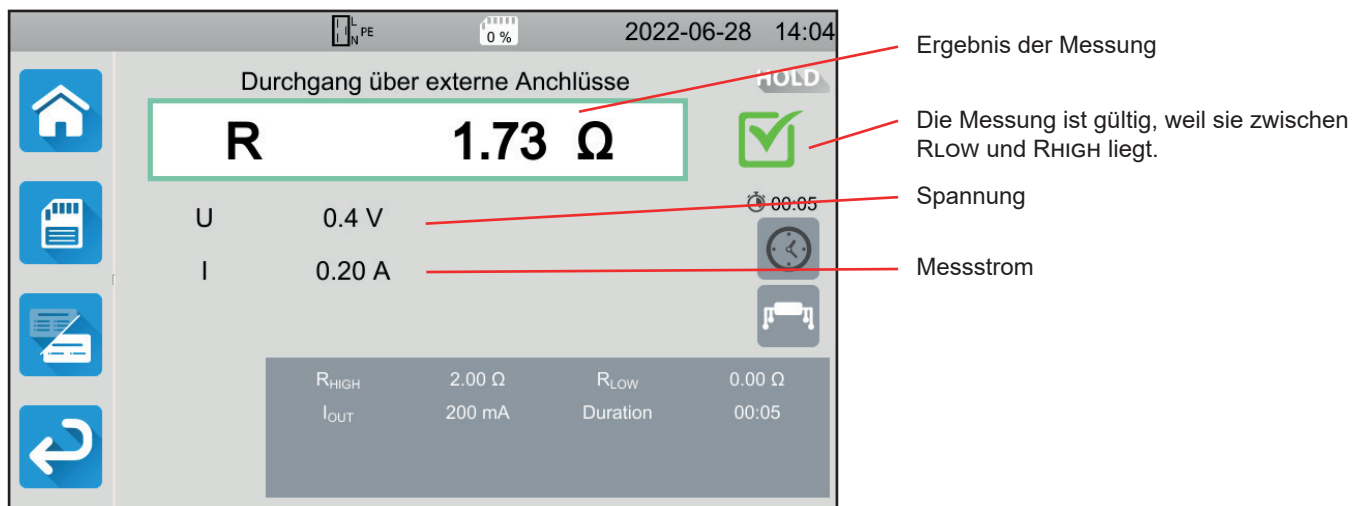 L
N PE
0 %
2022-06-28 14:04
Durchgang über externe Anchlüsse
HOLD
R 1.73 Ω
U 0.4 V
00:05
I 0.20 A
RHIGH 2.00 Ω RLOW 0.00 Ω
IOUT 200 mA Duration 00:05
Ergebnis der Messung
Die Messung ist gültig, weil sie zwischen
RLOW und RHIGH liegt.
Spannung
Messstrom